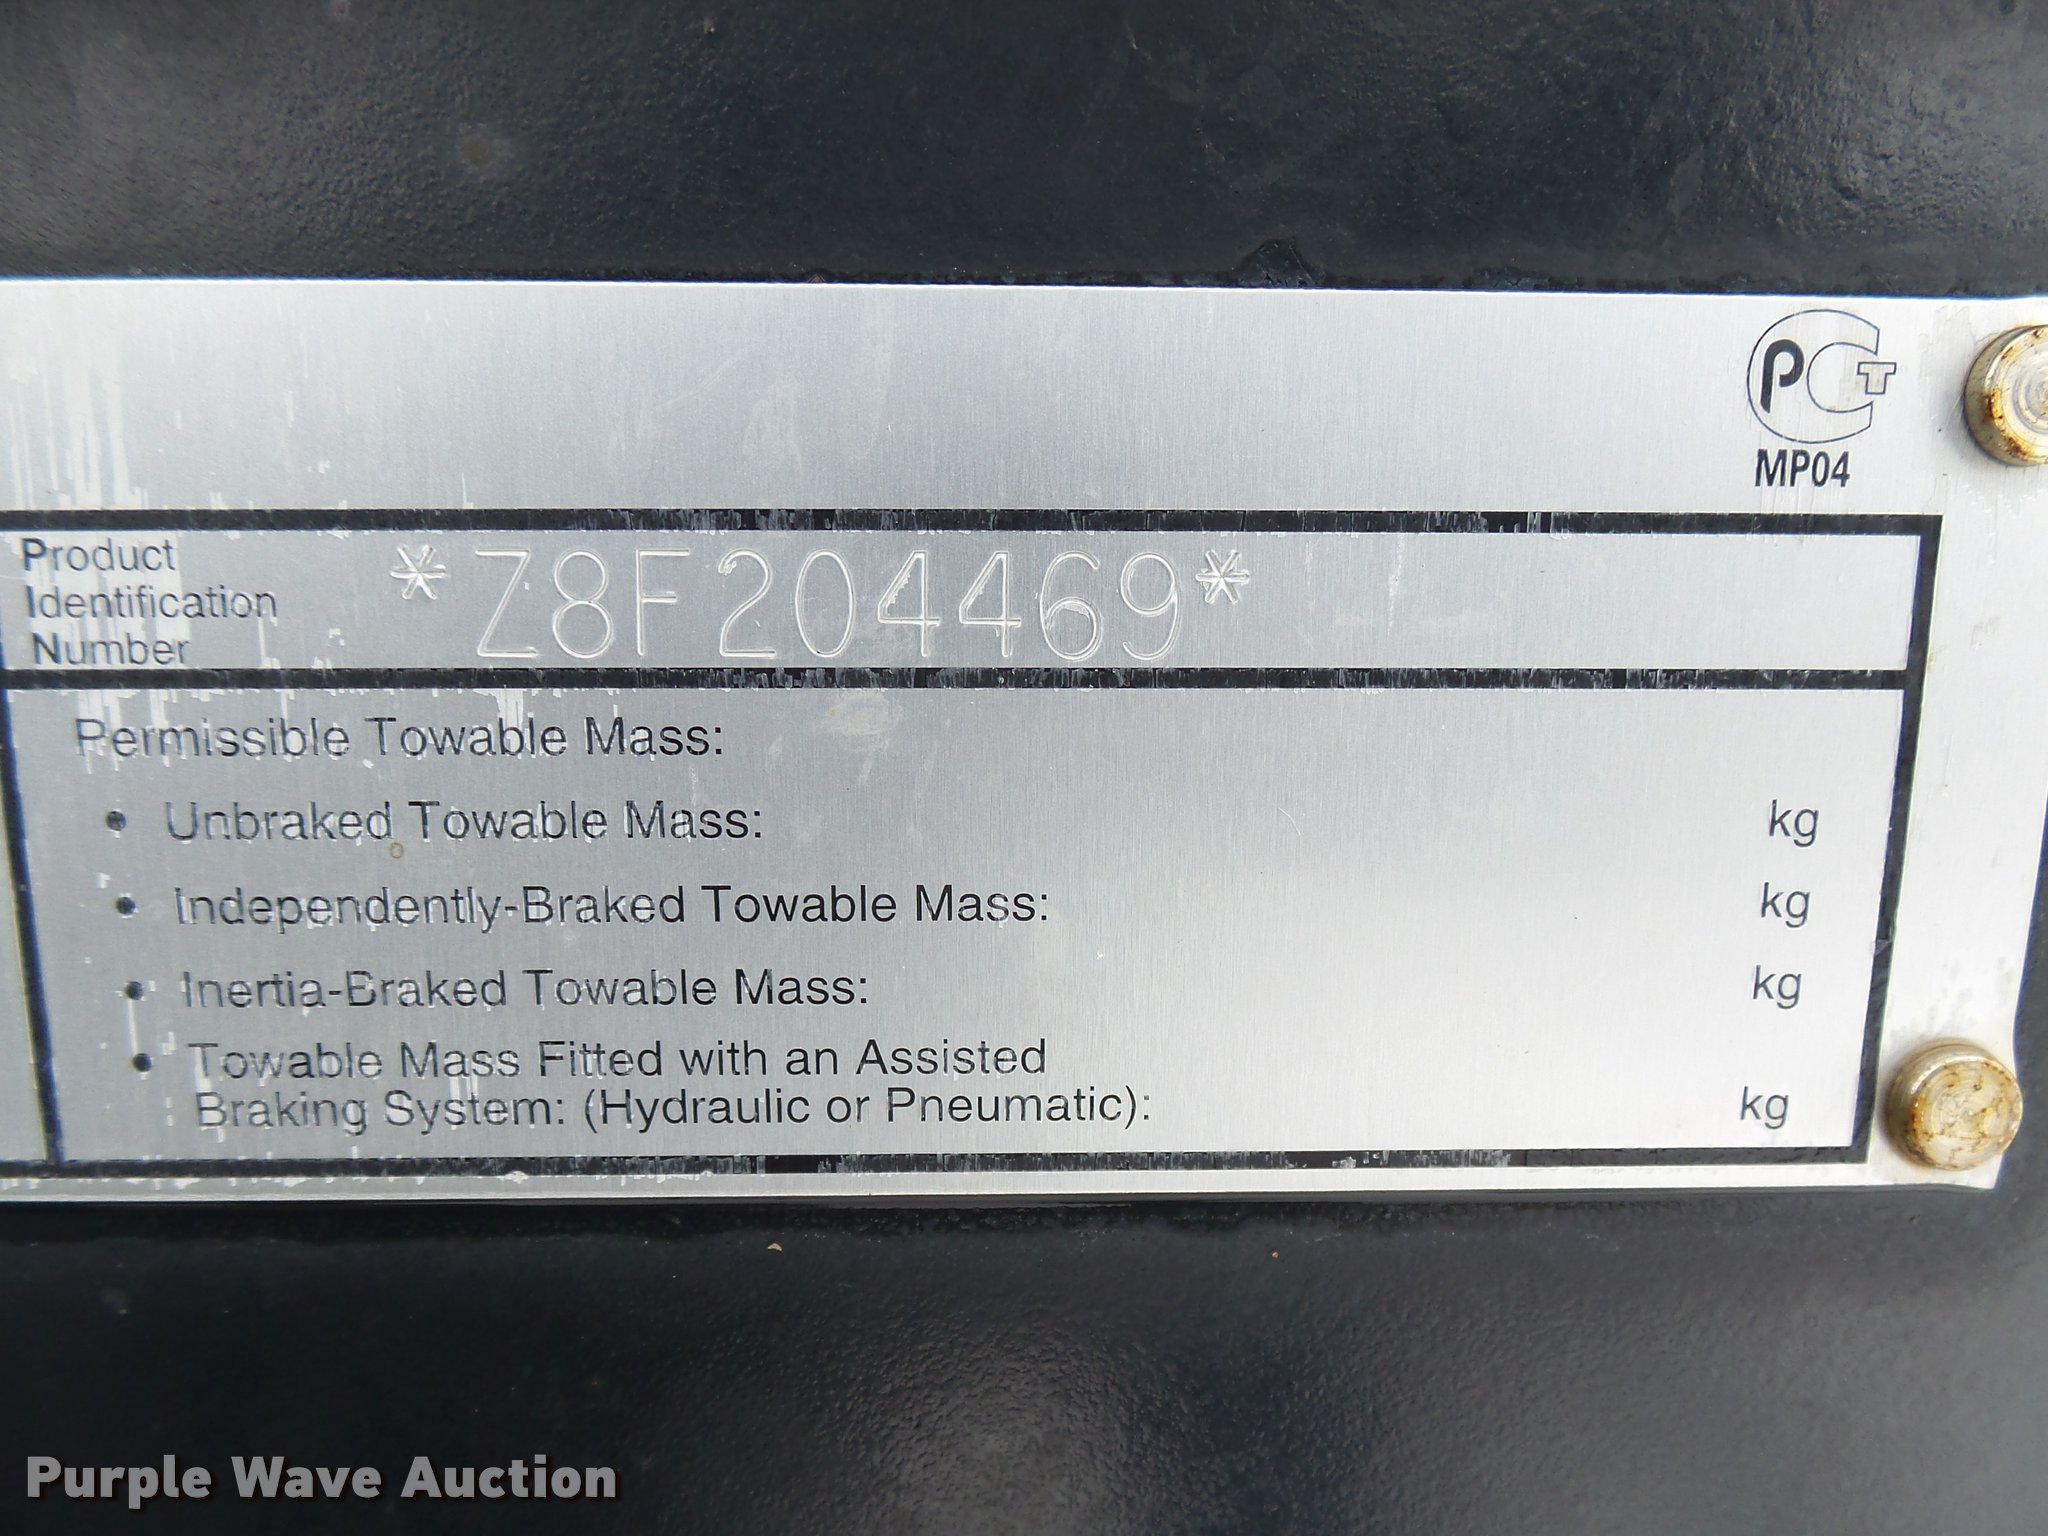 PCT
MP04
Product
Identification
Number
*Z8F204469*
Permissible Towable Mass:
• Unbraked Towable Mass: kg
• Independently-Braked Towable Mass: kg
• Inertia-Braked Towable Mass: kg
• Towable Mass Fitted with an Assisted
Braking System: (Hydraulic or Pneumatic): kg
Purple Wave Auction